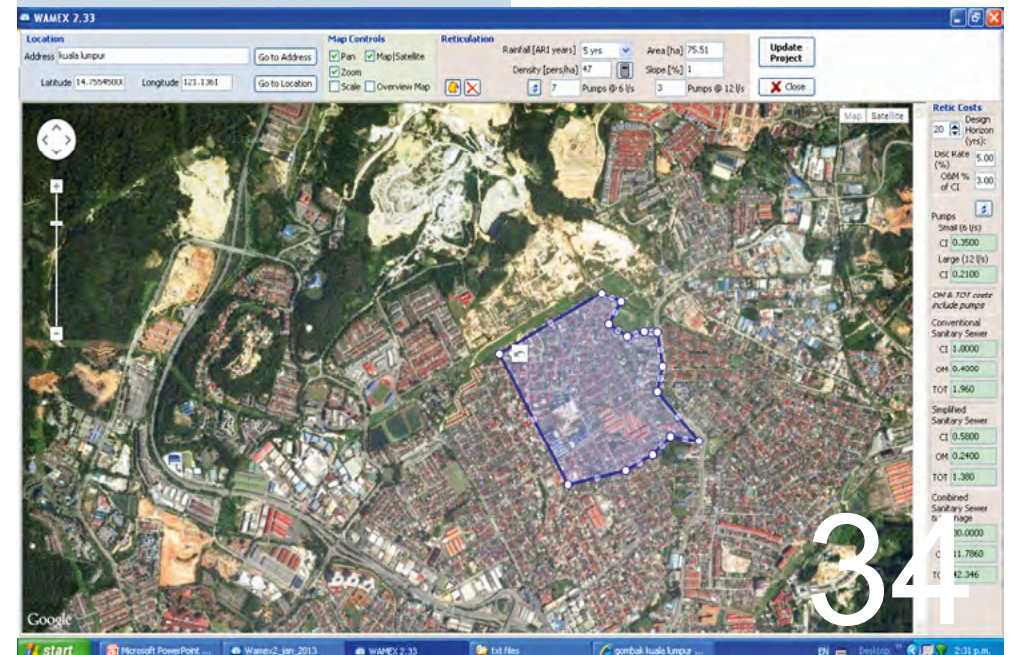 WAMEX 2.33
Location
Address kuala lumpur Go to Address
Latitude Longitude 121.1361 Go to Location
Map Controls
Pan Map|Satellite
Zoom
Scale Overview Map
Reticulation
Rainfall [ARI years] 5 yrs Area [ha] 75.51
Density [pers/ha] 47 Slope [%] 1
7 Pumps @ 6 l/s 3 Pumps @ 12 l/s
Update
Project
Close
Map Satellite
Retic Costs
20 Design
Horizon
(yrs):
Disc Rate
(%) 5.00
O&M %
of CI 3.00
Pumps
Small (6 l/s)
CI 0.3500
Large (12 l/s)
CI 0.2100
OM & TOT costs
include pumps
Conventional
Sanitary Sewer
CI 1.0000
OM 0.4000
TOT 1.960
Simplified
Sanitary Sewer
CI 0.5800
OM 0.2400
TOT 1.380
Combined
Sanitary Sewer
30.0000
11.7860
42.346
34
Google
start Microsoft PowerPoint ... Wamex2_jan_2013 WAMEX 2.33 txt files gombak kuala lumpur ... EN Desktop 2:31 p.m.